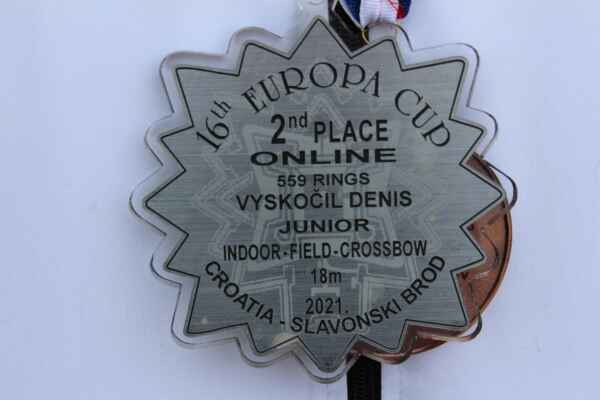 16th EUROPA CUP
2nd PLACE
ONLINE
559 RINGS
VYSKOČIL DENIS
JUNIOR
INDOOR-FIELD-CROSSBOW
18m
2021.
CROATIA - SLAVONSKI BROD